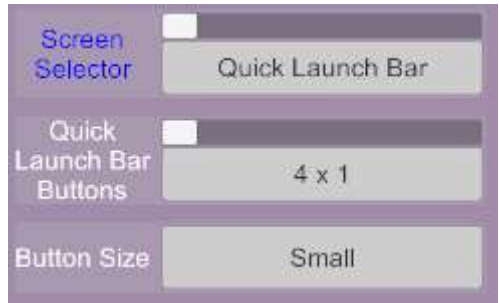 Screen
Selector
Quick Launch Bar
Quick
Launch Bar
Buttons
4 x 1
Button Size
Small